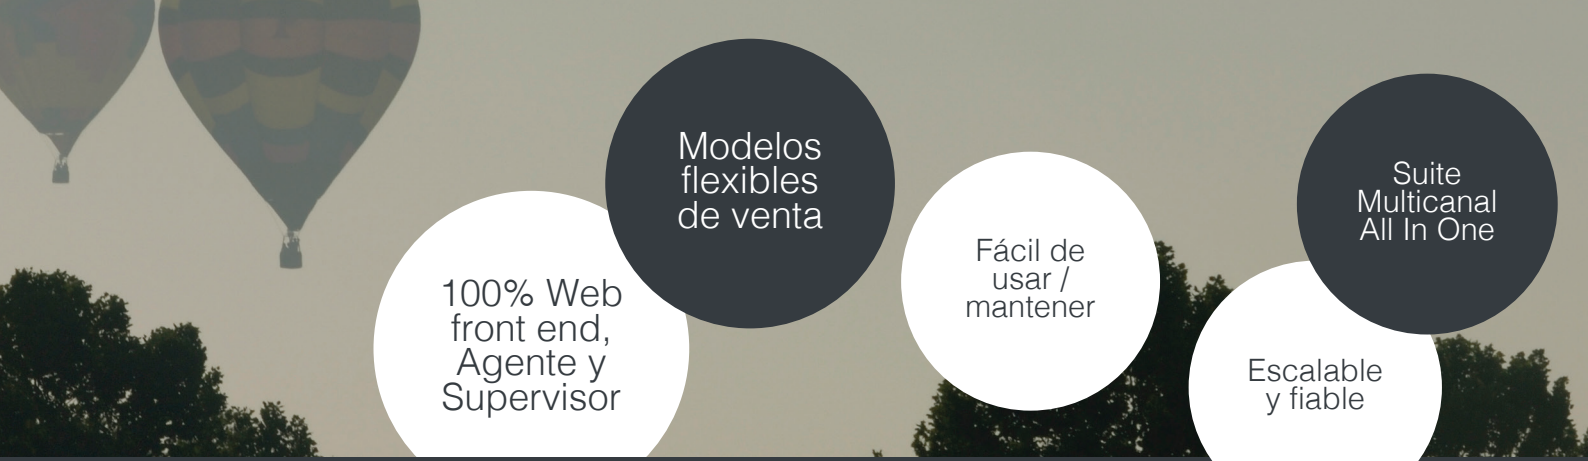 100% Web
front end,
Agente y
Supervisor
Modelos
flexibles
de venta
Fácil de
usar /
mantener
Escalable
y fiable
Suite
Multicanal
All In One